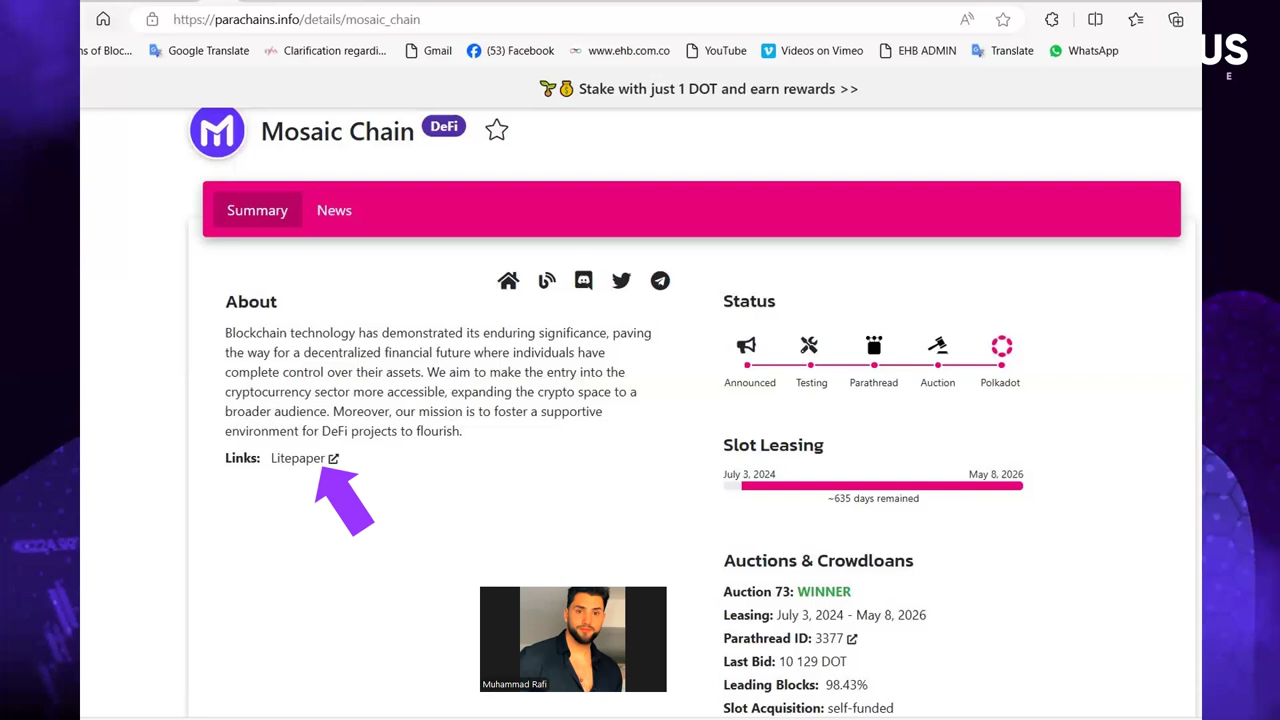 https://parachains.info/details/mosaic_chain
ns of Bloc...
Google Translate
Clarification regardi...
Gmail
(53) Facebook
www.ehb.com.co
YouTube
Videos on Vimeo
EHB ADMIN
Translate
WhatsApp
US
E
🌱💰 Stake with just 1 DOT and earn rewards >>
Mosaic Chain DeFi
Summary News
About
Blockchain technology has demonstrated its enduring significance, paving
the way for a decentralized financial future where individuals have
complete control over their assets. We aim to make the entry into the
cryptocurrency sector more accessible, expanding the crypto space to a
broader audience. Moreover, our mission is to foster a supportive
environment for DeFi projects to flourish.
Links: Litepaper
Muhammad Rafi
Status
Announced Testing Parathread Auction Polkadot
Slot Leasing
July 3, 2024 May 8, 2026
~635 days remained
Auctions & Crowdloans
Auction 73: WINNER
Leasing: July 3, 2024 - May 8, 2026
Parathread ID: 3377
Last Bid: 10 129 DOT
Leading Blocks: 98.43%
Slot Acquisition: self-funded